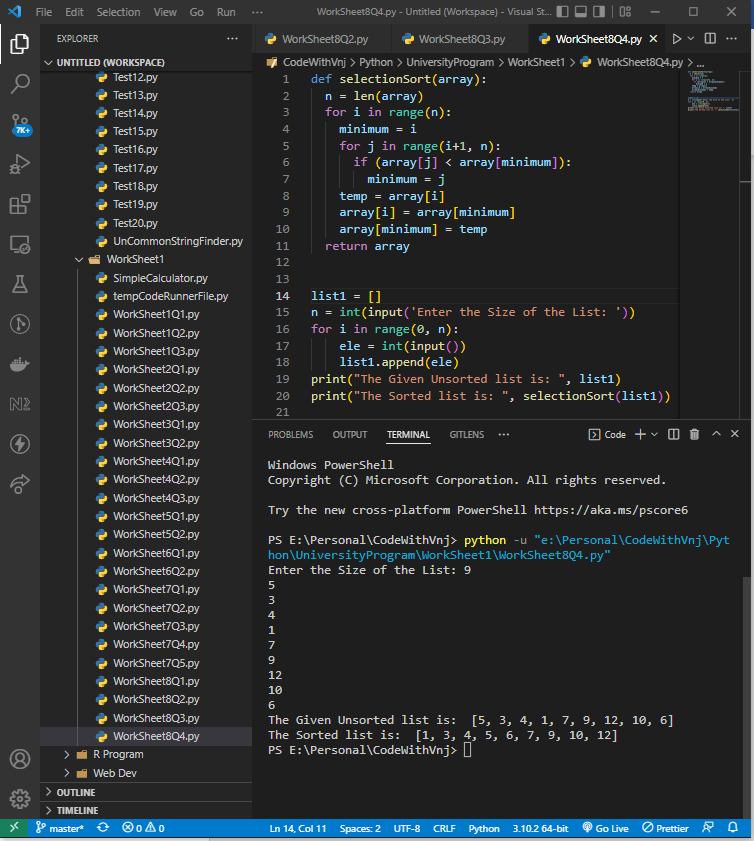 File Edit Selection View Go Run ··· WorkSheet8Q4.py - Untitled (Workspace) - Visual St...
EXPLORER ···
UNTITLED (WORKSPACE)
Test12.py
Test13.py
Test14.py
Test15.py
Test16.py
Test17.py
Test18.py
Test19.py
Test20.py
UnCommonStringFinder.py
WorkSheet1
SimpleCalculator.py
tempCodeRunnerFile.py
WorkSheet1Q1.py
WorkSheet1Q2.py
WorkSheet1Q3.py
WorkSheet2Q1.py
WorkSheet2Q2.py
WorkSheet2Q3.py
WorkSheet3Q1.py
WorkSheet3Q2.py
WorkSheet4Q1.py
WorkSheet4Q2.py
WorkSheet4Q3.py
WorkSheet5Q1.py
WorkSheet5Q2.py
WorkSheet6Q1.py
WorkSheet6Q2.py
WorkSheet7Q1.py
WorkSheet7Q2.py
WorkSheet7Q3.py
WorkSheet7Q4.py
WorkSheet7Q5.py
WorkSheet8Q1.py
WorkSheet8Q2.py
WorkSheet8Q3.py
WorkSheet8Q4.py
R Program
Web Dev
OUTLINE
TIMELINE
7K+
WorkSheet8Q2.py WorkSheet8Q3.py WorkSheet8Q4.py
CodeWithVnj > Python > UniversityProgram > WorkSheet1 > WorkSheet8Q4.py > ...
1 def selectionSort(array):
2 n = len(array)
3 for i in range(n):
4 minimum = i
5 for j in range(i+1, n):
6 if (array[j] < array[minimum]):
7 minimum = j
8 temp = array[i]
9 array[i] = array[minimum]
10 array[minimum] = temp
11 return array
12
13
14 list1 = []
15 n = int(input('Enter the Size of the List: '))
16 for i in range(0, n):
17 ele = int(input())
18 list1.append(ele)
19 print("The Given Unsorted list is: ", list1)
20 print("The Sorted list is: ", selectionSort(list1))
21
PROBLEMS OUTPUT TERMINAL GITLENS ··· Code
Windows PowerShell
Copyright (C) Microsoft Corporation. All rights reserved.
Try the new cross-platform PowerShell https://aka.ms/pscore6
PS E:\Personal\CodeWithVnj> python -u "e:\Personal\CodeWithVnj\Pyt
hon\UniversityProgram\WorkSheet1\WorkSheet8Q4.py"
Enter the Size of the List: 9
5
3
4
1
7
9
12
10
6
The Given Unsorted list is:  [5, 3, 4, 1, 7, 9, 12, 10, 6]
The Sorted list is:  [1, 3, 4, 5, 6, 7, 9, 10, 12]
PS E:\Personal\CodeWithVnj>
master* 0 0 Ln 14, Col 11 Spaces: 2 UTF-8 CRLF Python 3.10.2 64-bit Go Live Prettier